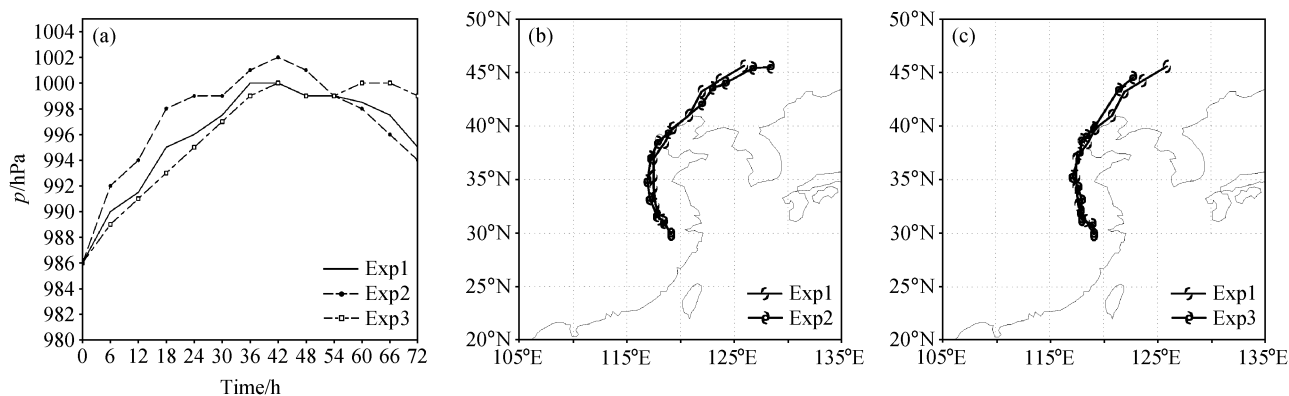 (a)
p/hPa
1004
1002
1000
998
996
994
992
990
988
986
984
982
980
0 6 12 18 24 30 36 42 48 54 60 66 72
Time/h
Exp1
Exp2
Exp3
(b)
50°N
45°N
40°N
35°N
30°N
25°N
20°N
105°E 115°E 125°E 135°E
Exp1
Exp2
(c)
50°N
45°N
40°N
35°N
30°N
25°N
20°N
105°E 115°E 125°E 135°E
Exp1
Exp3